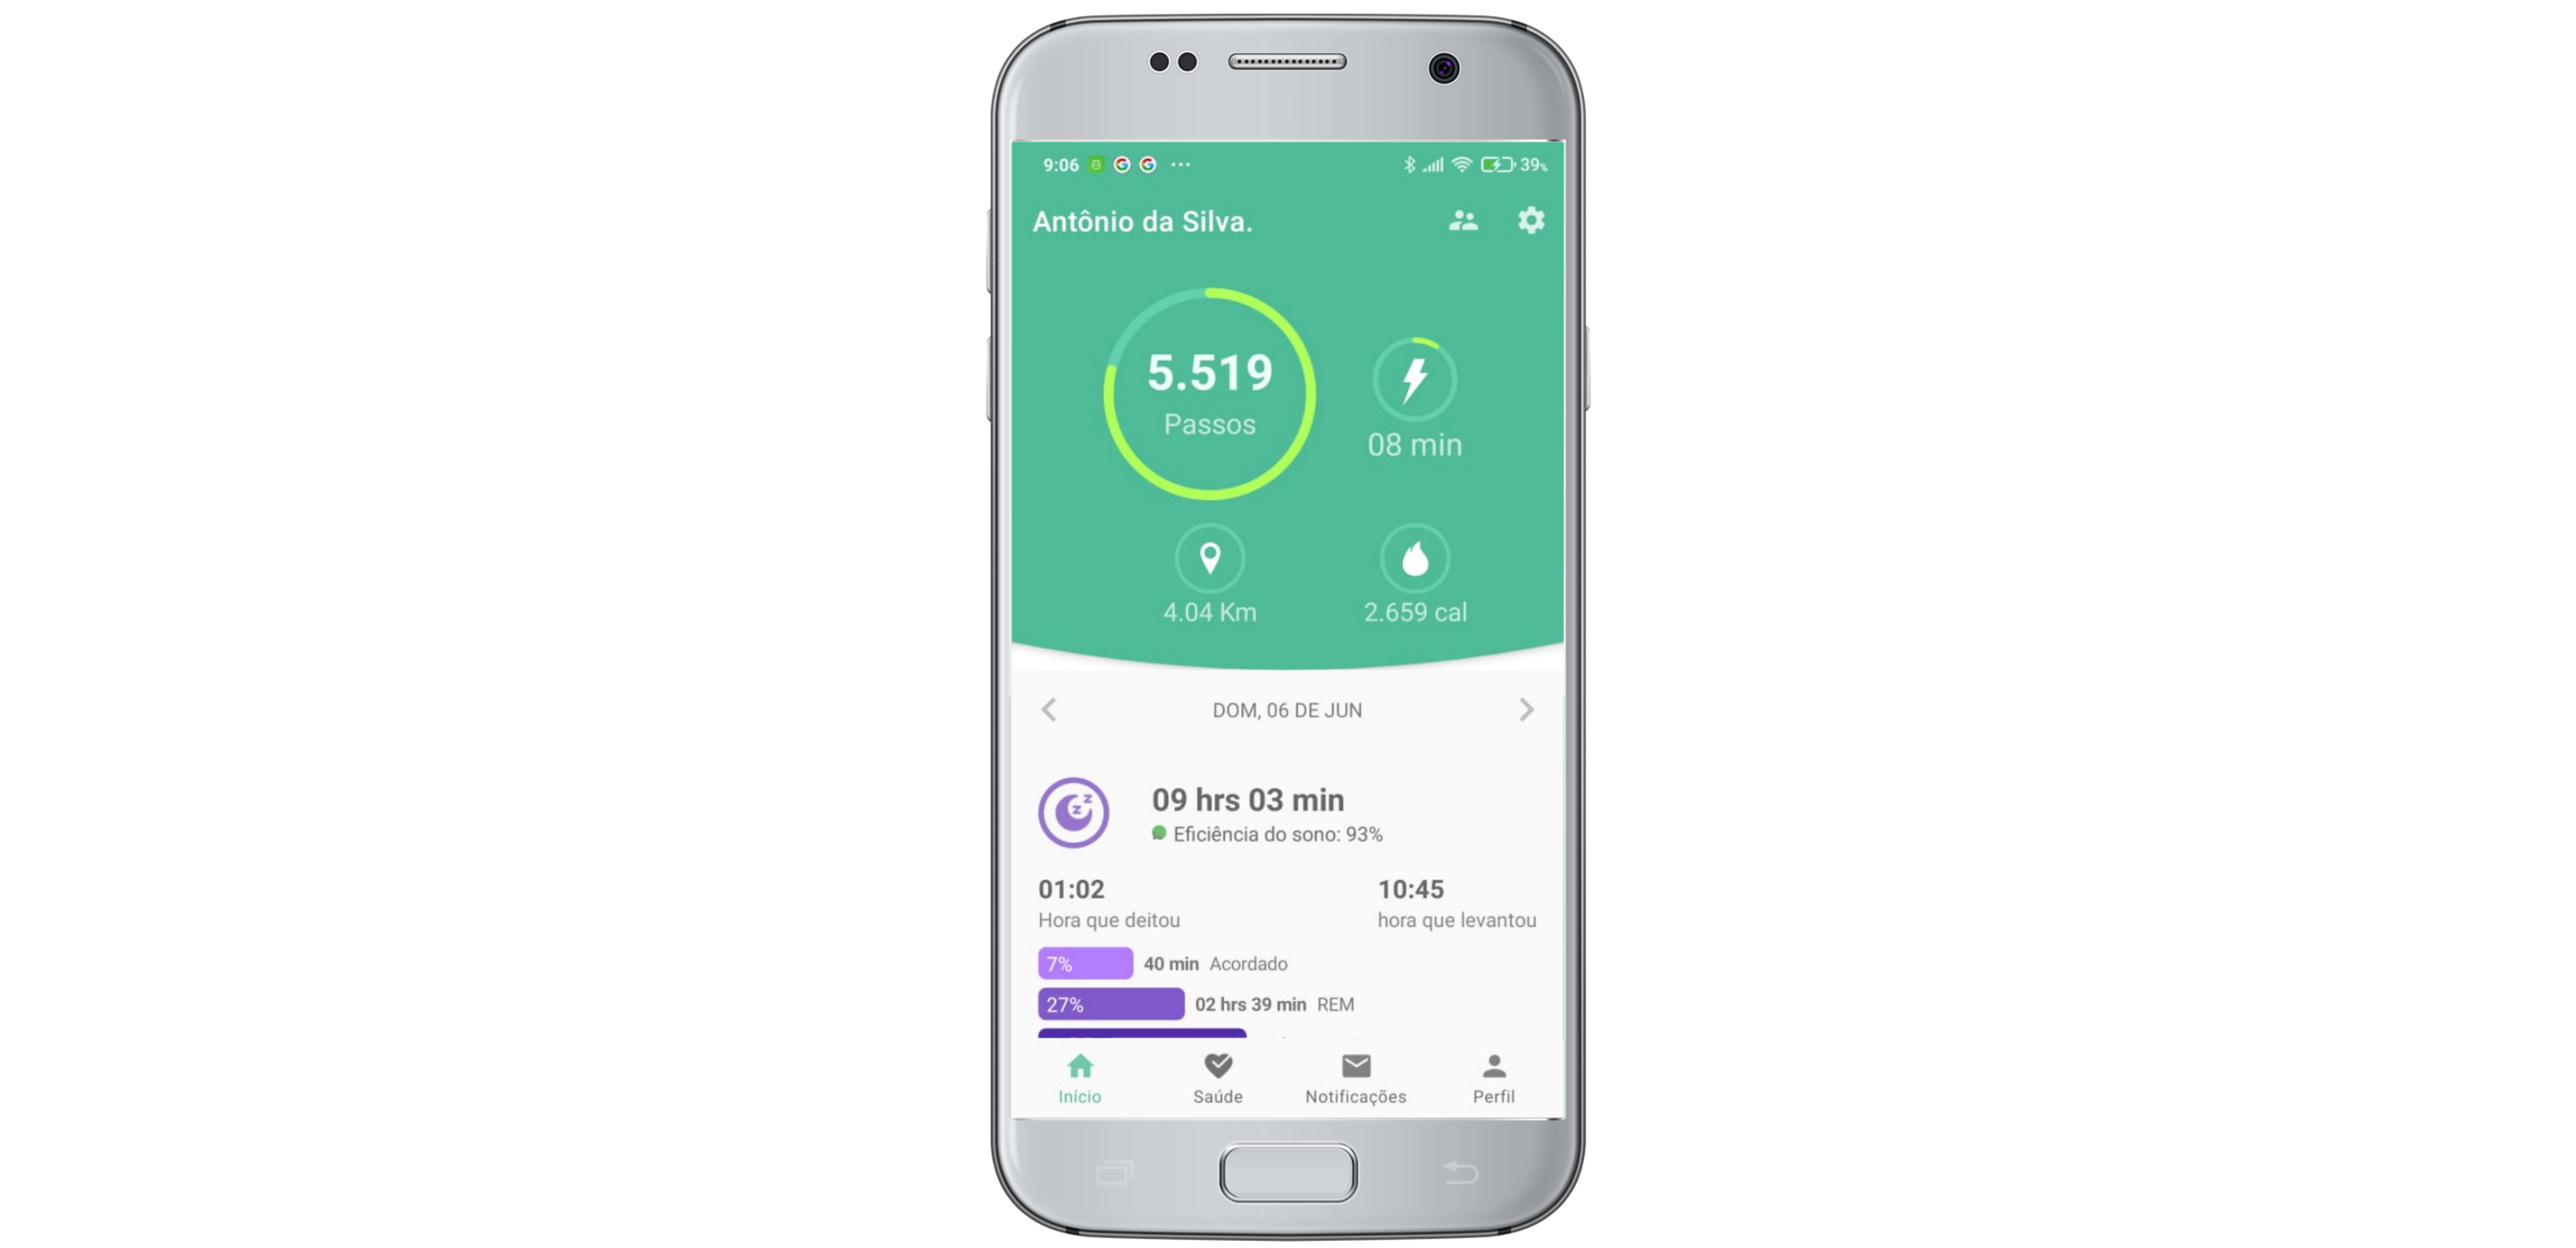 9:06
39%
Antônio da Silva.
5.519
Passos
08 min
4.04 Km
2.659 cal
DOM, 06 DE JUN
09 hrs 03 min
Eficiência do sono: 93%
01:02 10:45
Hora que deitou hora que levantou
7% 40 min Acordado
27% 02 hrs 39 min REM
Início Saúde Notificações Perfil